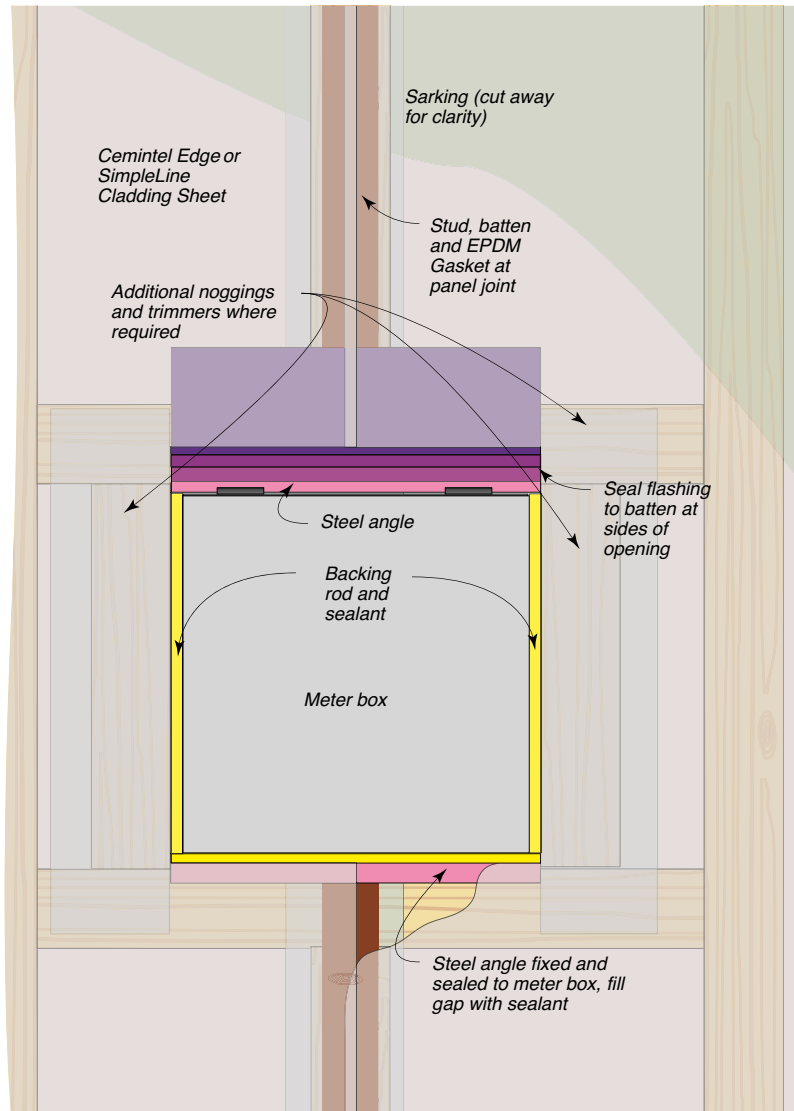 Sarking (cut away
for clarity)
Cemintel Edge or
SimpleLine
Cladding Sheet
Stud, batten
and EPDM
Gasket at
panel joint
Additional noggings
and trimmers where
required
Seal flashing
to batten at
sides of
opening
Steel angle
Backing
rod and
sealant
Meter box
Steel angle fixed and
sealed to meter box, fill
gap with sealant